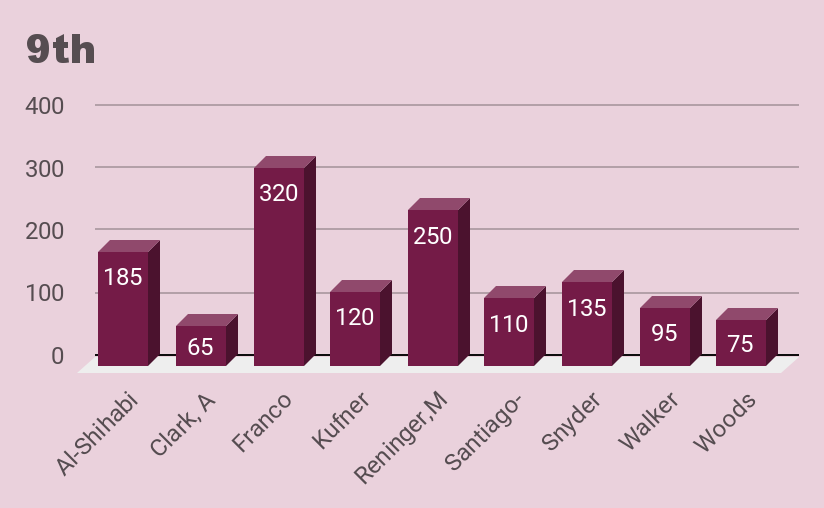 9th
400
300
200
100
0
185
65
320
120
250
110
135
95
75
Al-Shihabi
Clark, A
Franco
Kufner
Reninger,M
Santiago-
Snyder
Walker
Woods